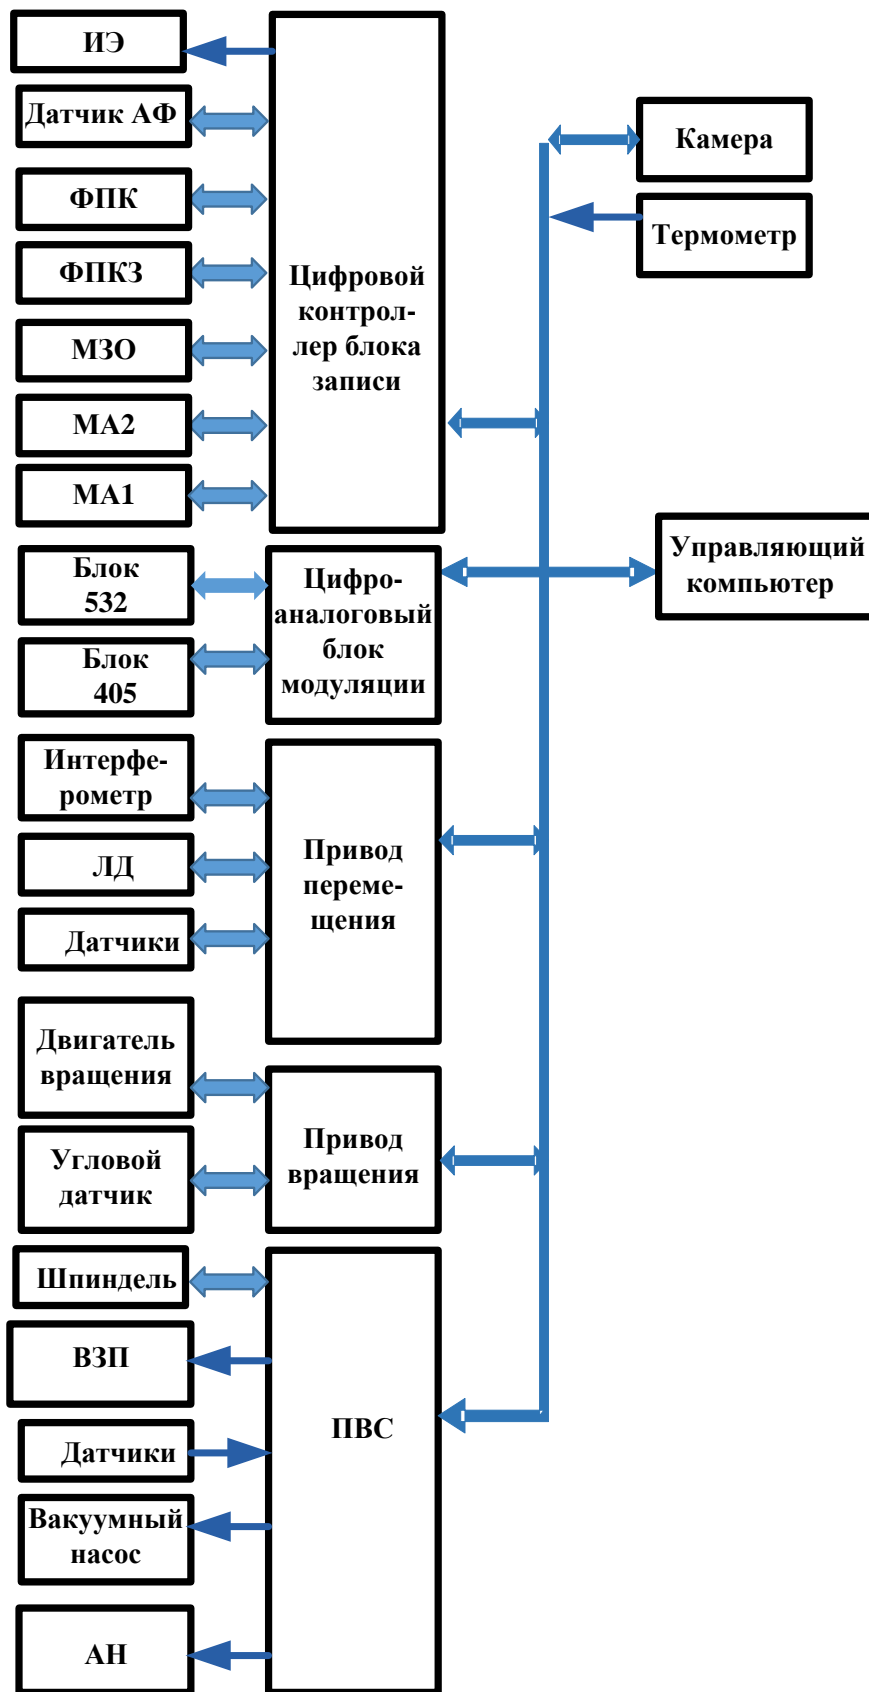 ИЭ
Датчик АФ
ФПК
ФПКЗ
МЗО
МА2
МА1
Цифровой
контрол-
лер блока
записи
Камера
Термометр
Управляющий
компьютер
Блок
532
Блок
405
Цифро-
аналоговый
блок
модуляции
Интерфе-
рометр
ЛД
Датчики
Привод
переме-
щения
Двигатель
вращения
Угловой
датчик
Привод
вращения
Шпиндель
ВЗП
Датчики
Вакуумный
насос
АН
ПВС